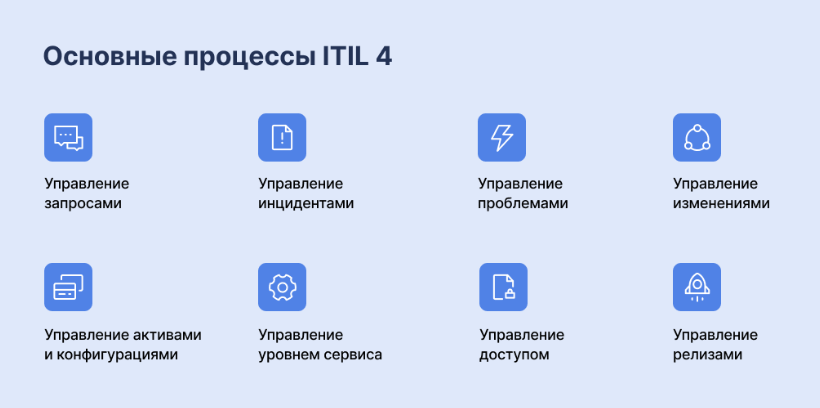 Основные процессы ITIL 4
Управление
запросами
Управление
инцидентами
Управление
проблемами
Управление
изменениями
Управление активами
и конфигурациями
Управление
уровнем сервиса
Управление
доступом
Управление
релизами